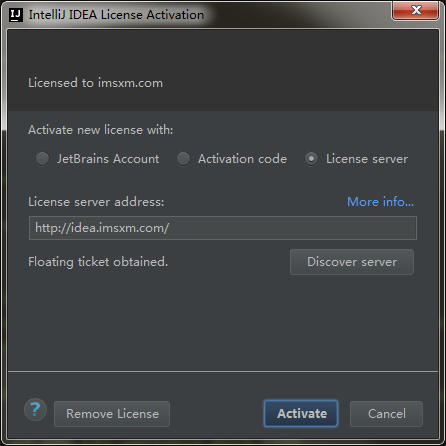 IJ IntelliJ IDEA License Activation
Licensed to imsxm.com
Activate new license with:
JetBrains Account Activation code License server
License server address: More info...
http://idea.imsxm.com/
Floating ticket obtained. Discover server
? Remove License Activate Cancel